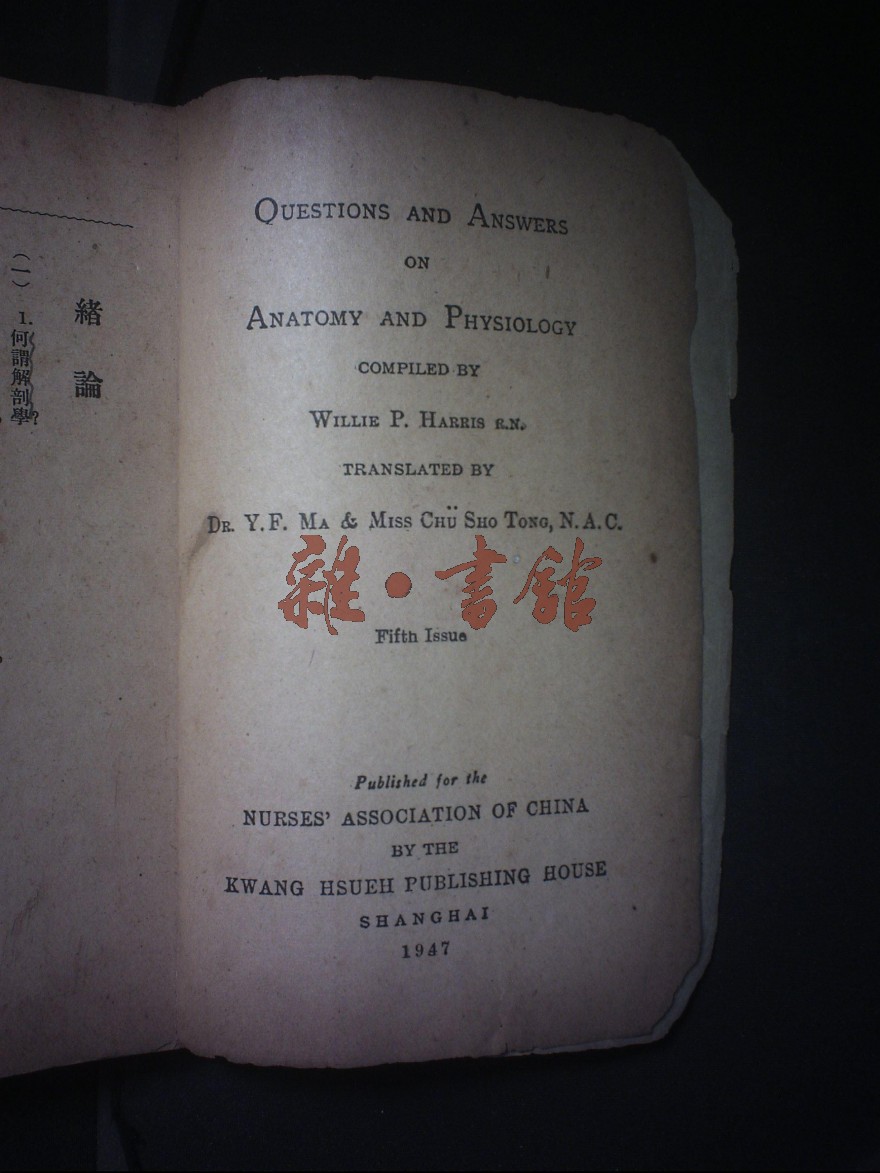 緒論
(一) 1.何謂解剖學?
QUESTIONS AND ANSWERS
ON
ANATOMY AND PHYSIOLOGY
COMPILED BY
WILLIE P. HARRIS R.N.
TRANSLATED BY
DR. Y.F. MA & MISS CHÜ SHO TONG, N.A.C.
雜·書館
Fifth Issue
Published for the
NURSES' ASSOCIATION OF CHINA
BY THE
KWANG HSUEH PUBLISHING HOUSE
SHANGHAI
1947